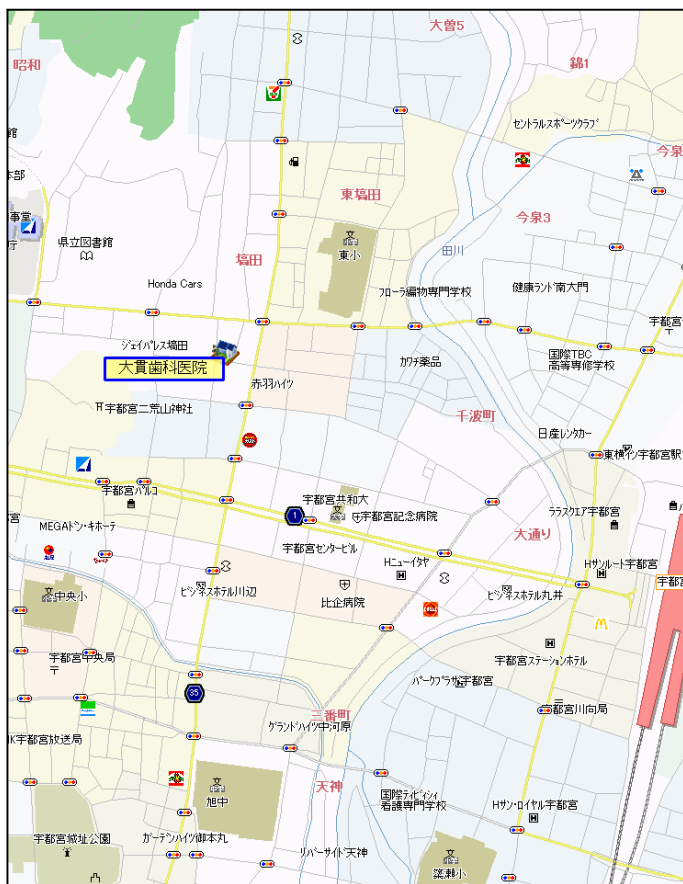 大曽5
昭和
錦1
セントラルスポーツクラブ
館
今泉
本部
東塙田
事堂
今泉3
庁
県立図書館
塙田
東小
田川
Honda Cars
フローラ編物専門学校
健康ランド南大門
宇都宮
ジェイパレス塙田
大貫歯科医院
カワチ薬品
国際TBC
高等専修学校
赤羽ハイツ
宇都宮二荒山神社
千波町
日産レンタカー
東横イン宇都宮駅
宇都宮パルコ
宇都宮共和大
1
宇都宮記念病院
ララスクエア宇都宮
宮
MEGAドン・キホーテ
大通り
宇都宮センタービル
Hニューイタヤ
Hサンルート宇都宮
中央小
ビジネスホテル川辺
比企病院
ビジネスホテル丸井
宇都宮
宇都宮中央局
宇都宮ステーションホテル
パークプラザ宇都宮
35
三番町
グランドハイツ中河原
宇都宮川向局
IK宇都宮放送局
天神
旭中
国際ティビィシィ
看護専門学校
Hサン・ロイヤル宇都宮
宇都宮城址公園
ガーデンハイツ御本丸
リバーサイド天神
簗瀬小